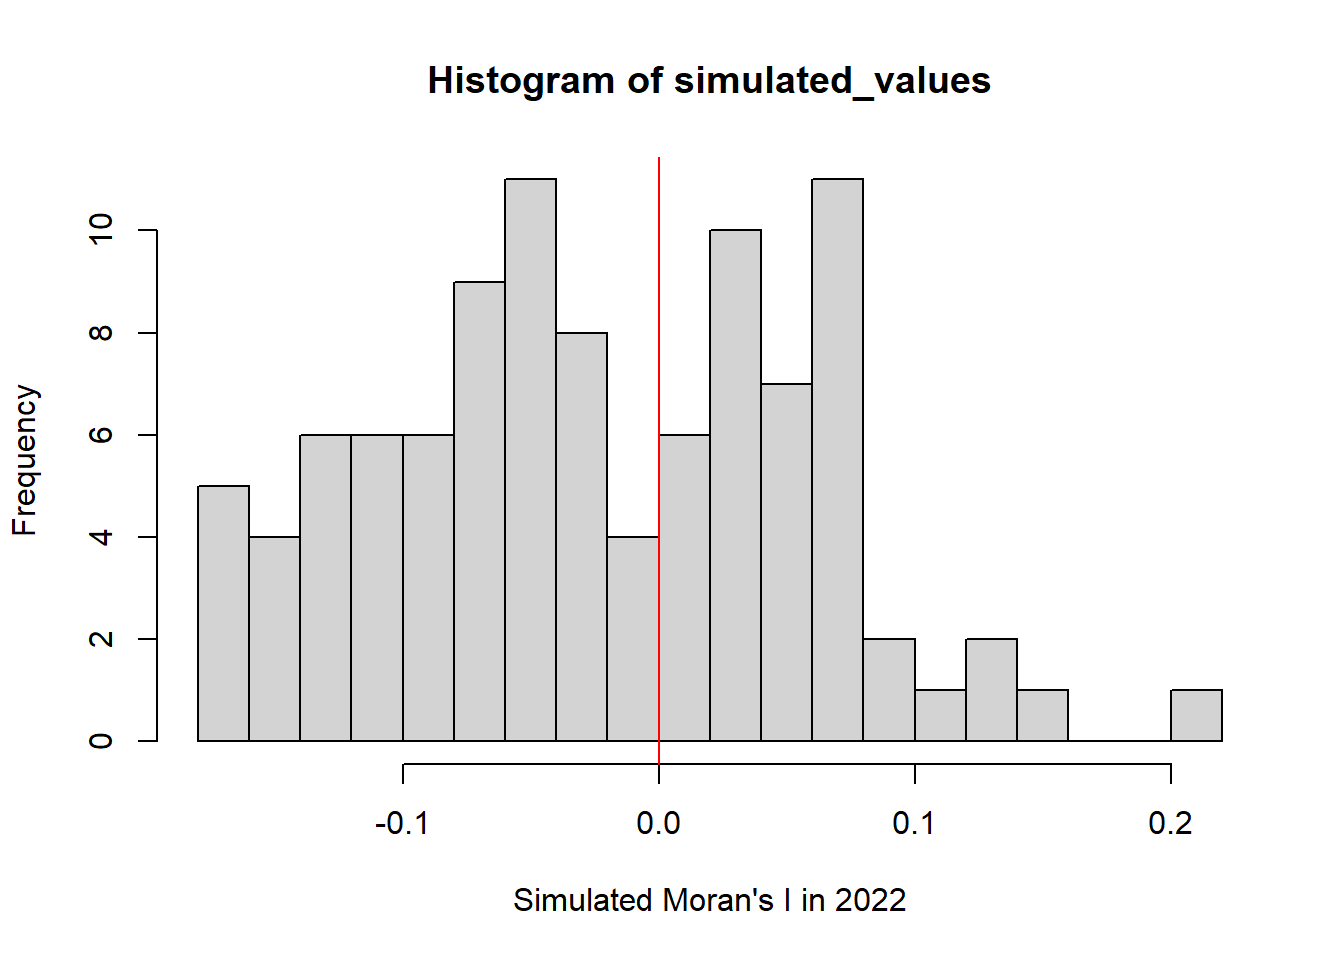 Histogram of simulated_values
Frequency
10
8
6
4
2
0
-0.1 0.0 0.1 0.2
Simulated Moran's I in 2022